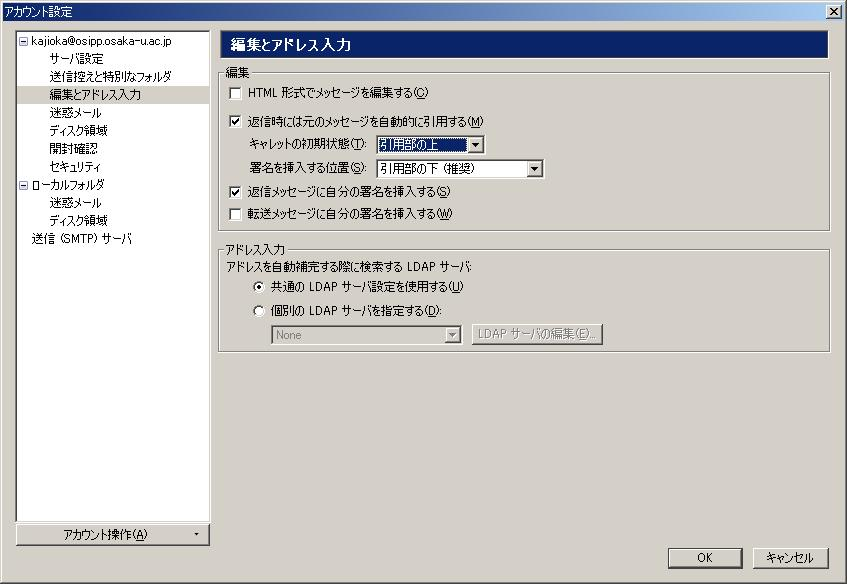 アカウント設定
kajioka@osipp.osaka-u.ac.jp
サーバ設定
送信控えと特別なフォルダ
編集とアドレス入力
迷惑メール
ディスク領域
開封確認
セキュリティ
ローカルフォルダ
迷惑メール
ディスク領域
送信 (SMTP) サーバ
アカウント操作(A)
編集とアドレス入力
編集
HTML 形式でメッセージを編集する(C)
返信時には元のメッセージを自動的に引用する(M)
キャレットの初期状態(T): 引用部の上
署名を挿入する位置(S): 引用部の下 (推奨)
返信メッセージに自分の署名を挿入する(S)
転送メッセージに自分の署名を挿入する(W)
アドレス入力
アドレスを自動補完する際に検索する LDAP サーバ:
共通の LDAP サーバ設定を使用する(U)
個別の LDAP サーバを指定する(D):
None LDAP サーバの編集(E)...
OK キャンセル